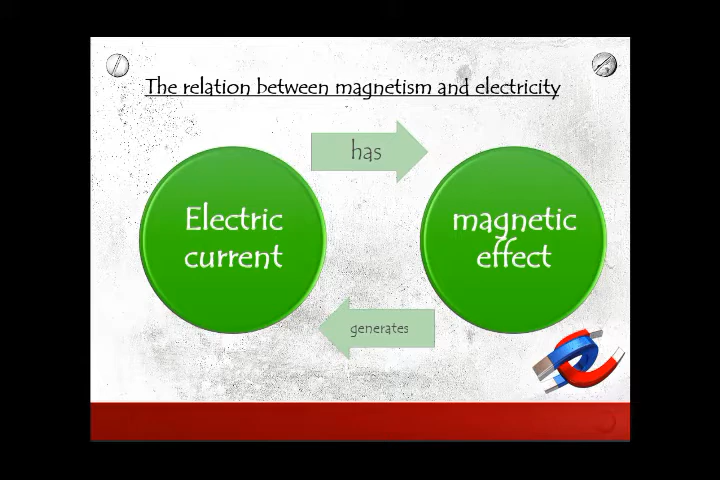 The relation between magnetism and electricity
has
Electric
current
magnetic
effect
generates